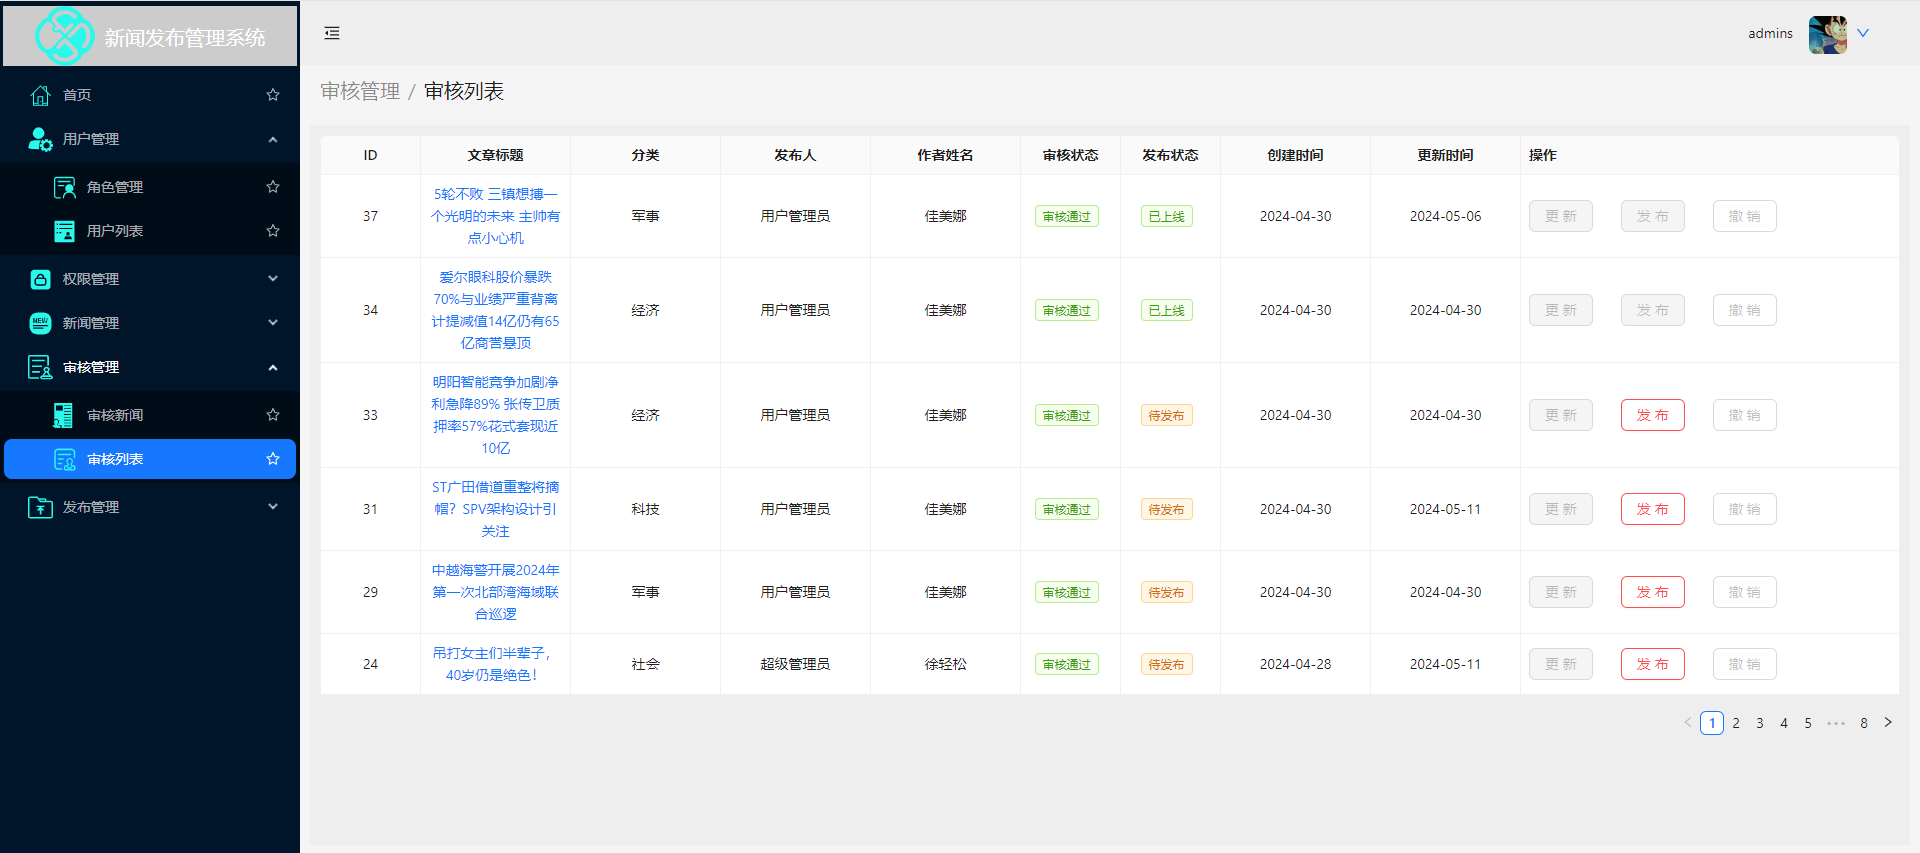 新闻发布管理系统
首页
用户管理
角色管理
用户列表
权限管理
新闻管理
审核管理
审核新闻
审核列表
发布管理
admins
审核管理 / 审核列表
ID 文章标题 分类 发布人 作者姓名 审核状态 发布状态 创建时间 更新时间 操作
5轮不败 三镇想搏一
个光明的未来 主帅有
点小心机
37 军事 用户管理员 佳美娜 审核通过 已上线 2024-04-30 2024-05-06 更 新 发 布 撤 销
爱尔眼科股价暴跌
70%与业绩严重背离
计提减值14亿仍有65
亿商誉悬顶
34 经济 用户管理员 佳美娜 审核通过 已上线 2024-04-30 2024-04-30 更 新 发 布 撤 销
明阳智能竞争加剧净
利急降89% 张传卫质
押率57%花式套现近
10亿
33 经济 用户管理员 佳美娜 审核通过 待发布 2024-04-30 2024-04-30 更 新 发 布 撤 销
ST广田借道重整将摘
帽？SPV架构设计引
关注
31 科技 用户管理员 佳美娜 审核通过 待发布 2024-04-30 2024-05-11 更 新 发 布 撤 销
中越海警开展2024年
第一次北部湾海域联
合巡逻
29 军事 用户管理员 佳美娜 审核通过 待发布 2024-04-30 2024-04-30 更 新 发 布 撤 销
吊打女主们半辈子，
40岁仍是绝色！
24 社会 超级管理员 徐轻松 审核通过 待发布 2024-04-28 2024-05-11 更 新 发 布 撤 销
< 1 2 3 4 5 ••• 8 >